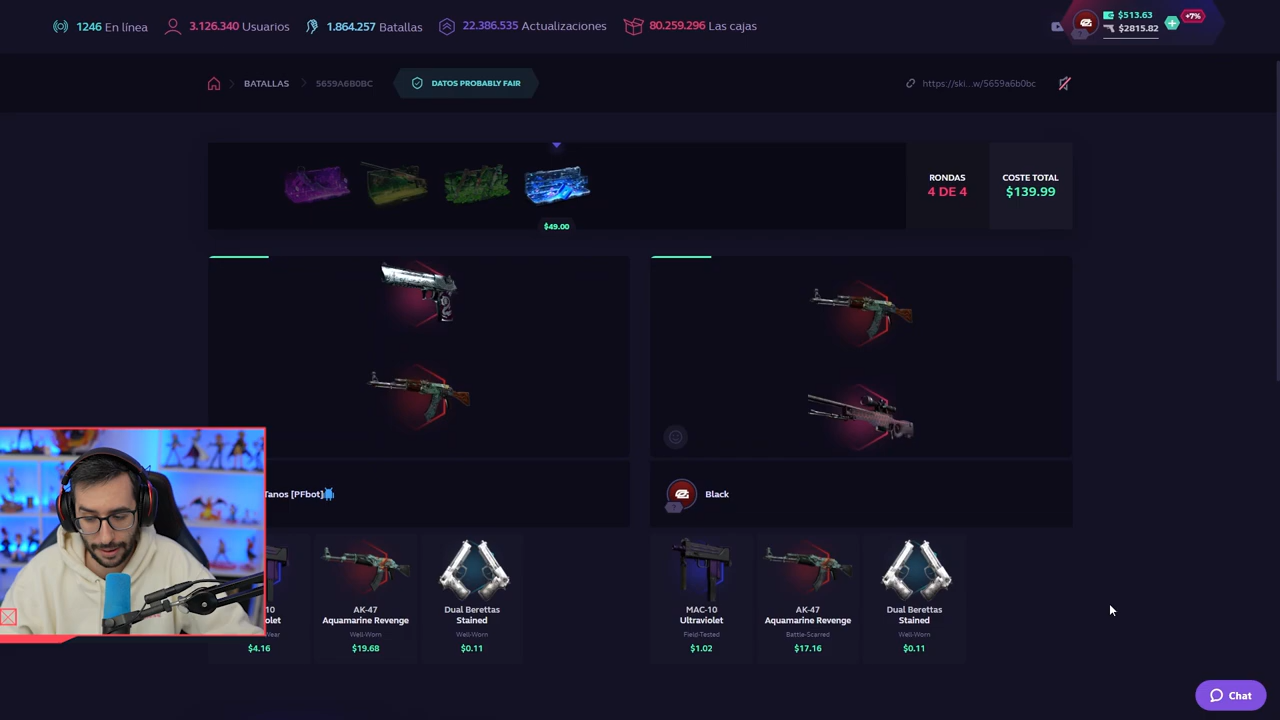 1246 En línea
3.126.340 Usuarios
1.864.257 Batallas
22.386.535 Actualizaciones
80.259.296 Las cajas
$513.63
$2815.82
+7%
BATALLAS
5659A6B0BC
DATOS PROBABLY FAIR
https://ski...w/5659a6b0bc
$49.00
RONDAS
4 DE 4
COSTE TOTAL
$139.99
Tanos [PFbot]
Black
10
olet
Wear
$4.16
AK-47
Aquamarine Revenge
Well-Worn
$19.68
Dual Berettas
Stained
Well-Worn
$0.11
MAC-10
Ultraviolet
Field-Tested
$1.02
AK-47
Aquamarine Revenge
Battle-Scarred
$17.16
Dual Berettas
Stained
Well-Worn
$0.11
Chat